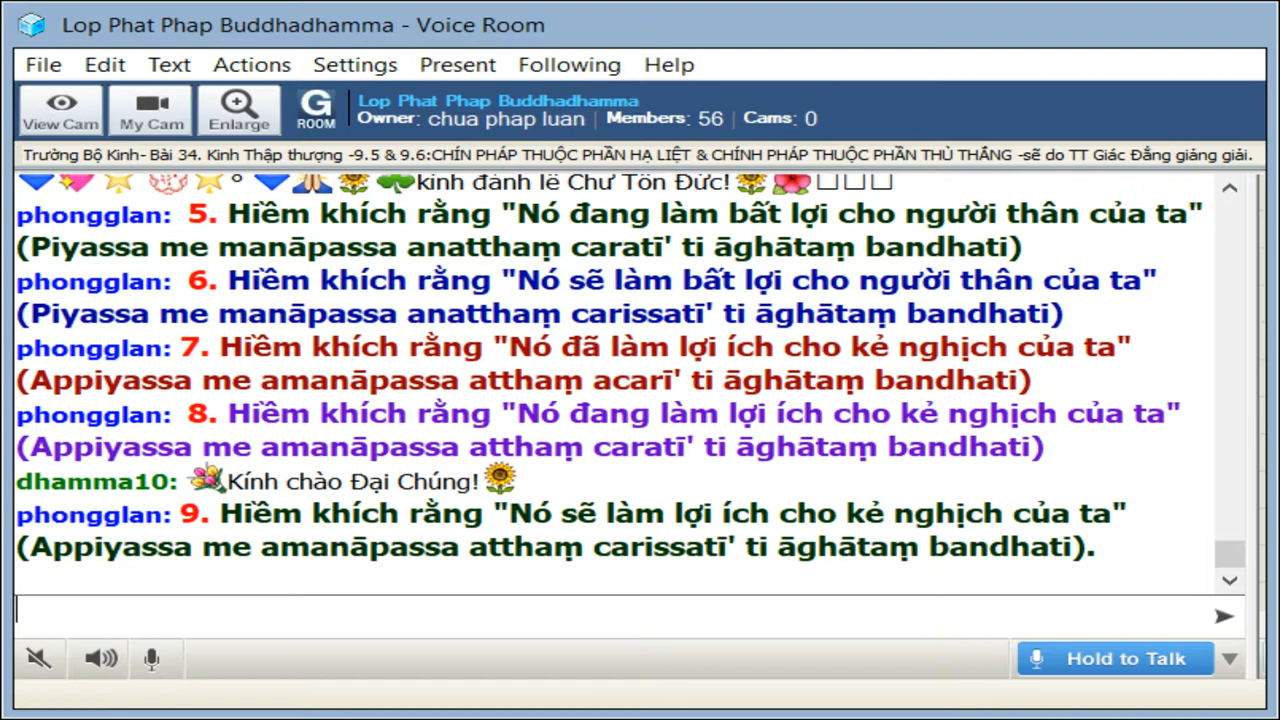 Lop Phat Phap Buddhadhamma - Voice Room
File Edit Text Actions Settings Present Following Help
View Cam My Cam Enlarge G ROOM Lop Phat Phap Buddhadhamma
Owner: chua phap luan | Members: 56 | Cams: 0
Trường Bộ Kinh- Bài 34. Kinh Thập thượng -9.5 & 9.6:CHÍN PHÁP THUỘC PHẦN HẠ LIỆT & CHÍNH PHÁP THUỘC PHẦN THÙ THẮNG -sẽ do TT Giác Đẳng giảng giải.
kính đảnh lễ Chư Tôn Đức!
phongglan: 5. Hiềm khích rằng "Nó đang làm bất lợi cho người thân của ta"
(Piyassa me manāpassa anatthaṃ caratī' ti āghātaṃ bandhati)
phongglan: 6. Hiềm khích rằng "Nó sẽ làm bất lợi cho người thân của ta"
(Piyassa me manāpassa anatthaṃ carissatī' ti āghātaṃ bandhati)
phongglan: 7. Hiềm khích rằng "Nó đã làm lợi ích cho kẻ nghịch của ta"
(Appiyassa me amanāpassa atthaṃ acarī' ti āghātaṃ bandhati)
phongglan: 8. Hiềm khích rằng "Nó đang làm lợi ích cho kẻ nghịch của ta"
(Appiyassa me amanāpassa atthaṃ caratī' ti āghātaṃ bandhati)
dhamma10: Kính chào Đại Chúng!
phongglan: 9. Hiềm khích rằng "Nó sẽ làm lợi ích cho kẻ nghịch của ta"
(Appiyassa me amanāpassa atthaṃ carissatī' ti āghātaṃ bandhati).
Hold to Talk